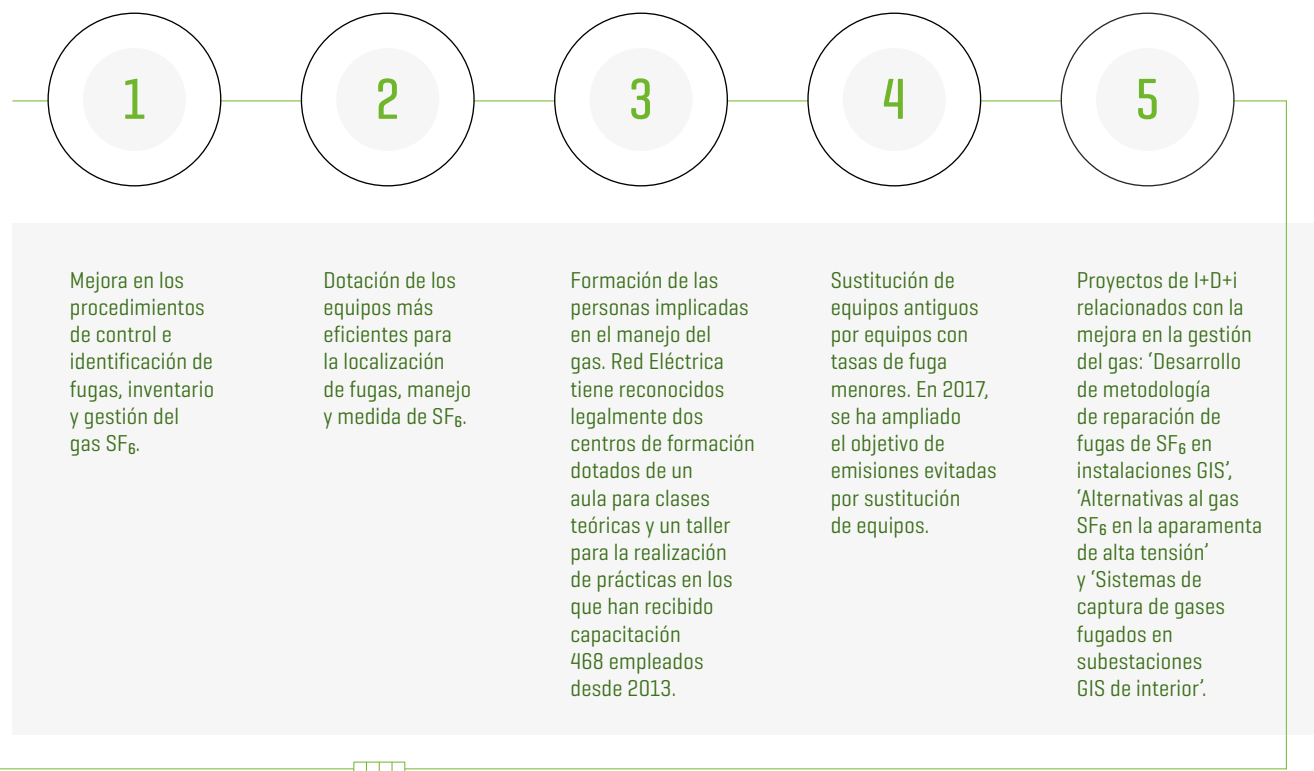 1
2
3
4
5
Mejora en los
procedimientos
de control e
identificación de
fugas, inventario
y gestión del
gas SF₆.
Dotación de los
equipos más
eficientes para
la localización
de fugas, manejo
y medida de SF₆.
Formación de las
personas implicadas
en el manejo del
gas. Red Eléctrica
tiene reconocidos
legalmente dos
centros de formación
dotados de un
aula para clases
teóricas y un taller
para la realización
de prácticas en los
que han recibido
capacitación
468 empleados
desde 2013.
Sustitución de
equipos antiguos
por equipos con
tasas de fuga
menores. En 2017,
se ha ampliado
el objetivo de
emisiones evitadas
por sustitución
de equipos.
Proyectos de I+D+i
relacionados con la
mejora en la gestión
del gas: ‘Desarrollo
de metodología
de reparación de
fugas de SF₆ en
instalaciones GIS’,
‘Alternativas al gas
SF₆ en la aparamenta
de alta tensión’
y ‘Sistemas de
captura de gases
fugados en
subestaciones
GIS de interior’.